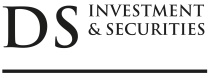 DS INVESTMENT
& SECURITIES